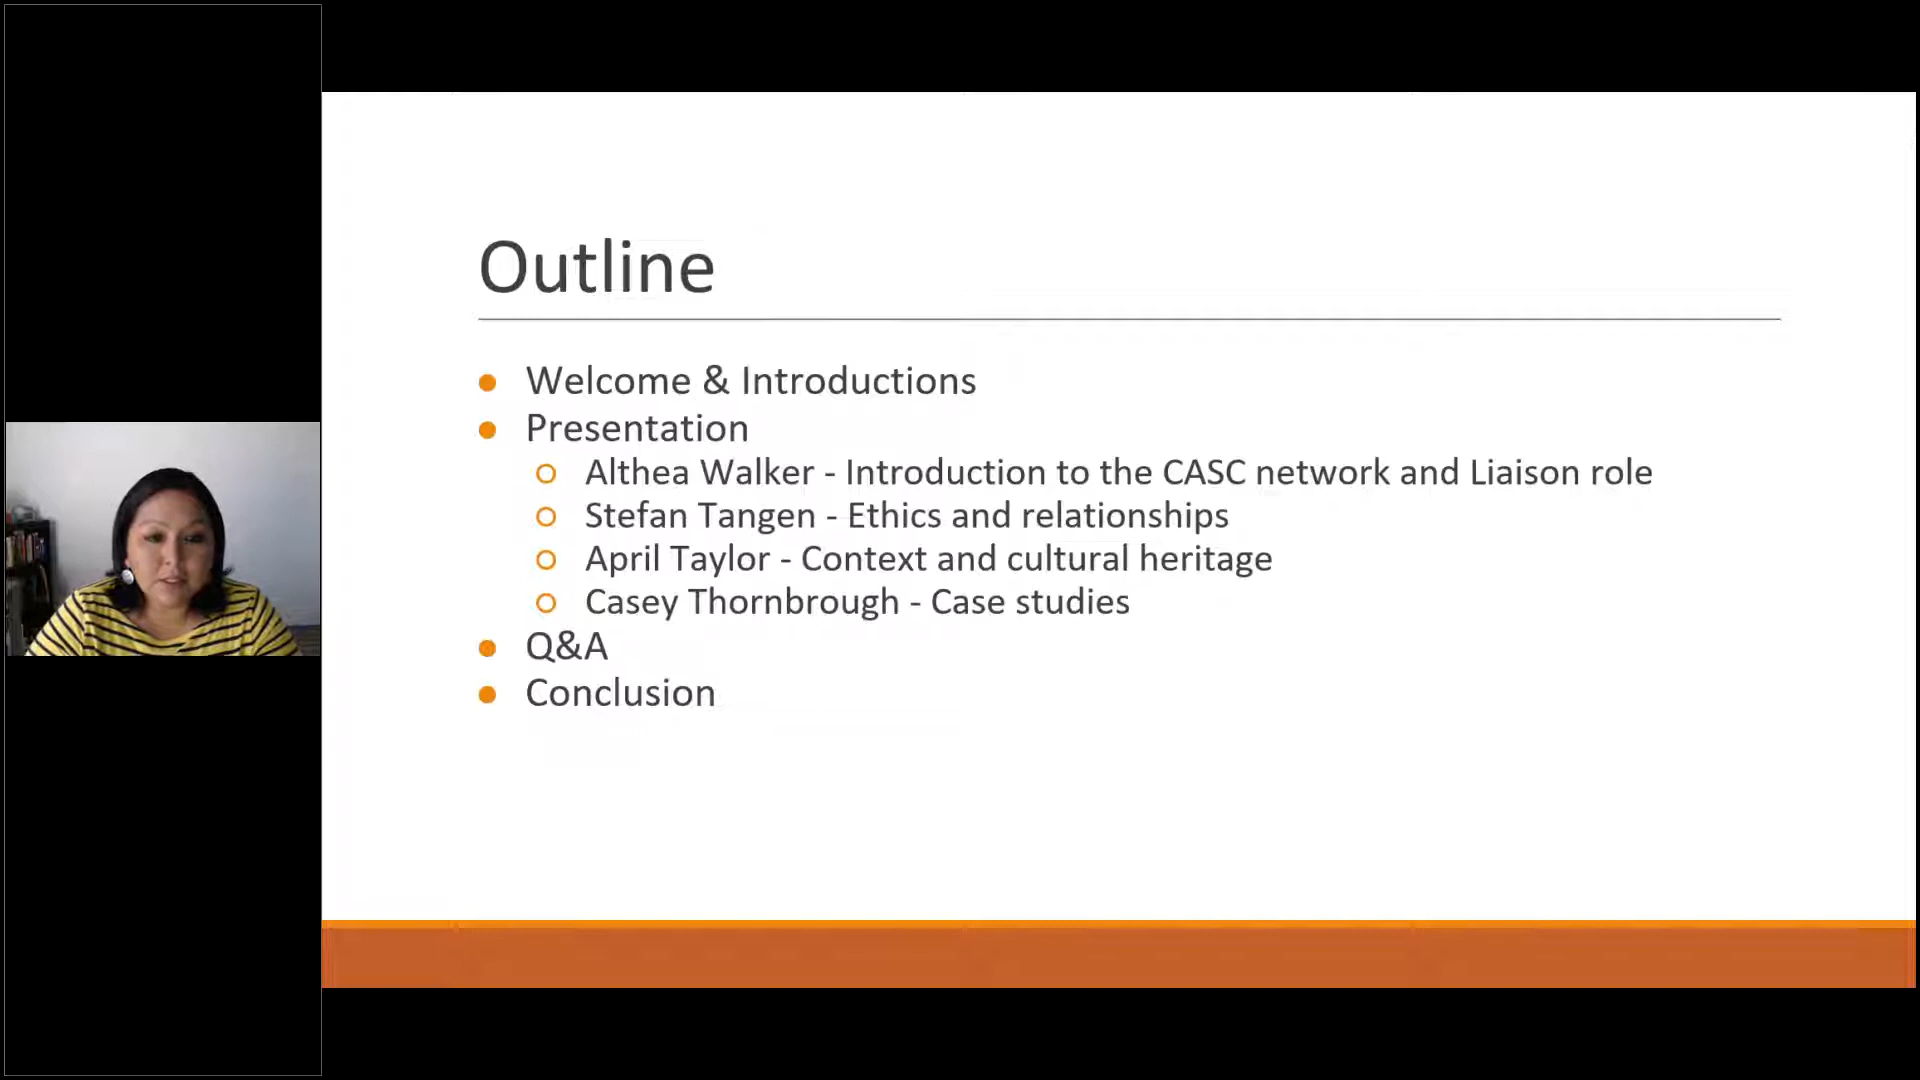 Outline
Welcome & Introductions
Presentation
Althea Walker - Introduction to the CASC network and Liaison role
Stefan Tangen - Ethics and relationships
April Taylor - Context and cultural heritage
Casey Thornbrough - Case studies
Q&A
Conclusion